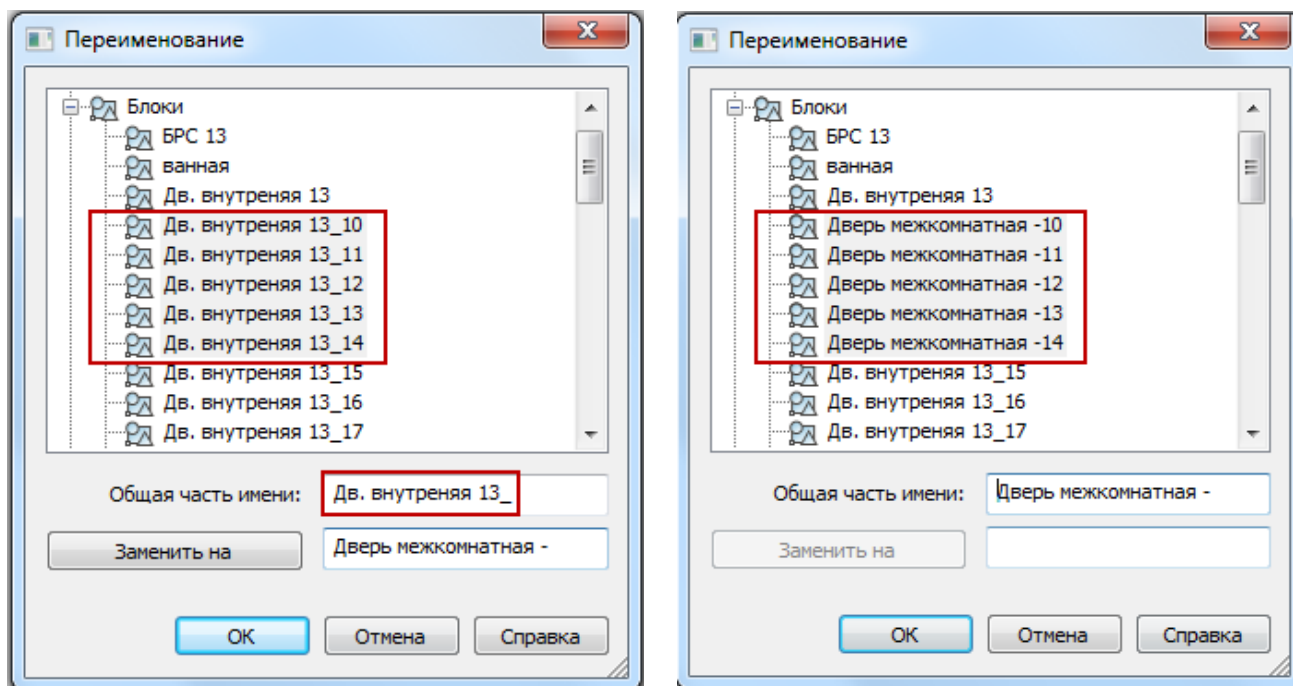 Переименование
Блоки
БРС 13
ванная
Дв. внутреняя 13
Дв. внутреняя 13_10
Дв. внутреняя 13_11
Дв. внутреняя 13_12
Дв. внутреняя 13_13
Дв. внутреняя 13_14
Дв. внутреняя 13_15
Дв. внутреняя 13_16
Дв. внутреняя 13_17
Общая часть имени: Дв. внутреняя 13_
Заменить на Дверь межкомнатная -
ОК Отмена Справка
Переименование
Блоки
БРС 13
ванная
Дв. внутреняя 13
Дверь межкомнатная -10
Дверь межкомнатная -11
Дверь межкомнатная -12
Дверь межкомнатная -13
Дверь межкомнатная -14
Дв. внутреняя 13_15
Дв. внутреняя 13_16
Дв. внутреняя 13_17
Общая часть имени: Дверь межкомнатная -
Заменить на
ОК Отмена Справка